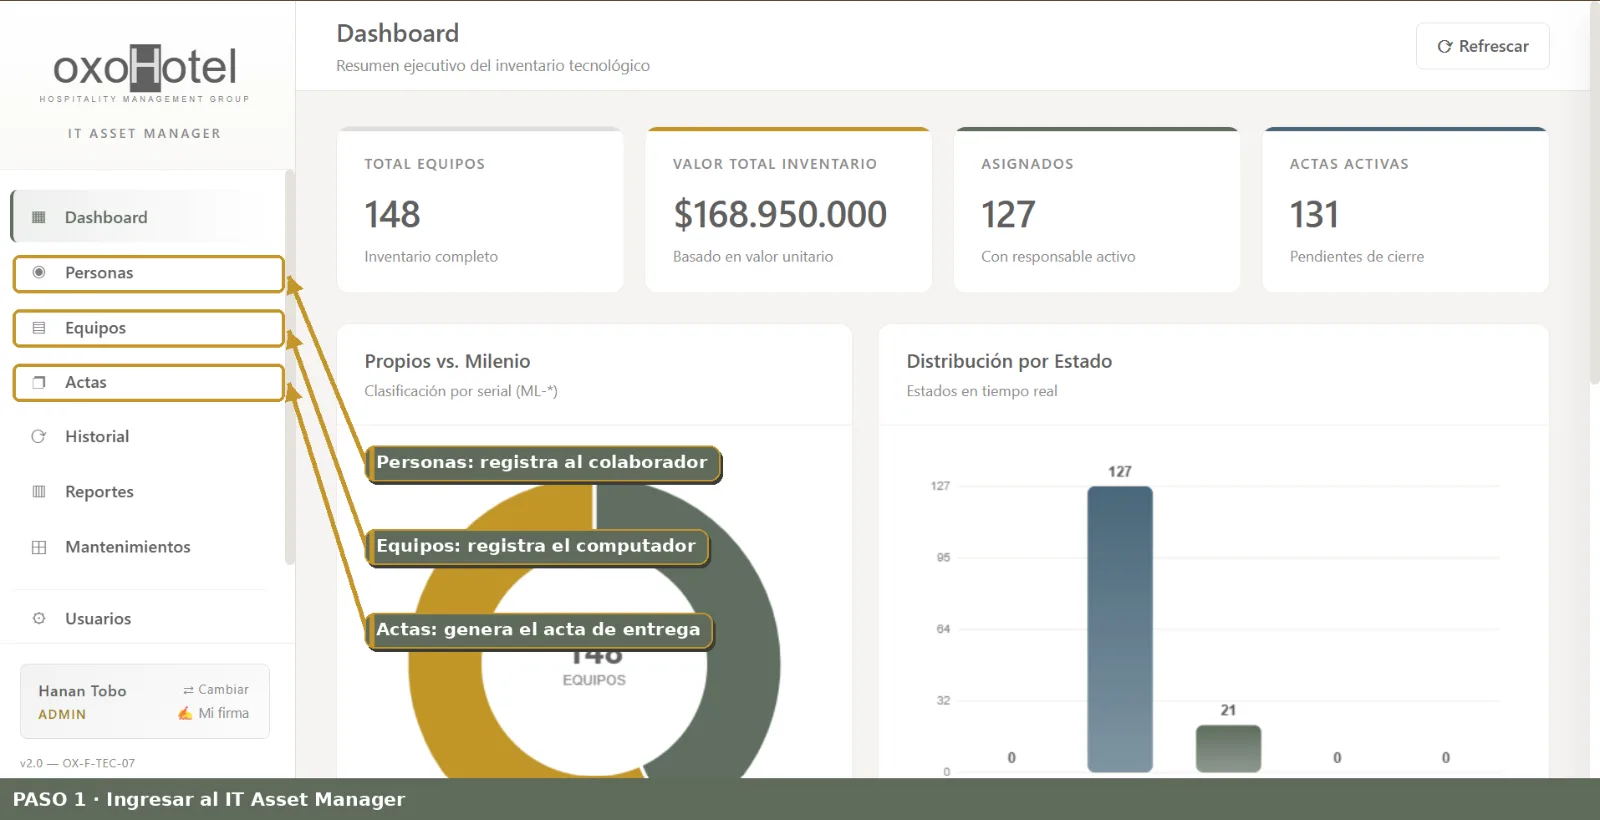 oxoHotel
HOSPITALITY MANAGEMENT GROUP
IT ASSET MANAGER
Dashboard
Personas
Equipos
Actas
Historial
Reportes
Mantenimientos
Usuarios
Hanan Tobo
ADMIN
⇄ Cambiar
✍ Mi firma
v2.0 — OX-F-TEC-07
Dashboard
Resumen ejecutivo del inventario tecnológico
Refrescar
TOTAL EQUIPOS
148
Inventario completo
VALOR TOTAL INVENTARIO
$168.950.000
Basado en valor unitario
ASIGNADOS
127
Con responsable activo
ACTAS ACTIVAS
131
Pendientes de cierre
Propios vs. Milenio
Clasificación por serial (ML-*)
Personas: registra al colaborador
Equipos: registra el computador
Actas: genera el acta de entrega
148
EQUIPOS
Distribución por Estado
Estados en tiempo real
127
95
64
32
0
0
127
21
0
0
PASO 1 · Ingresar al IT Asset Manager